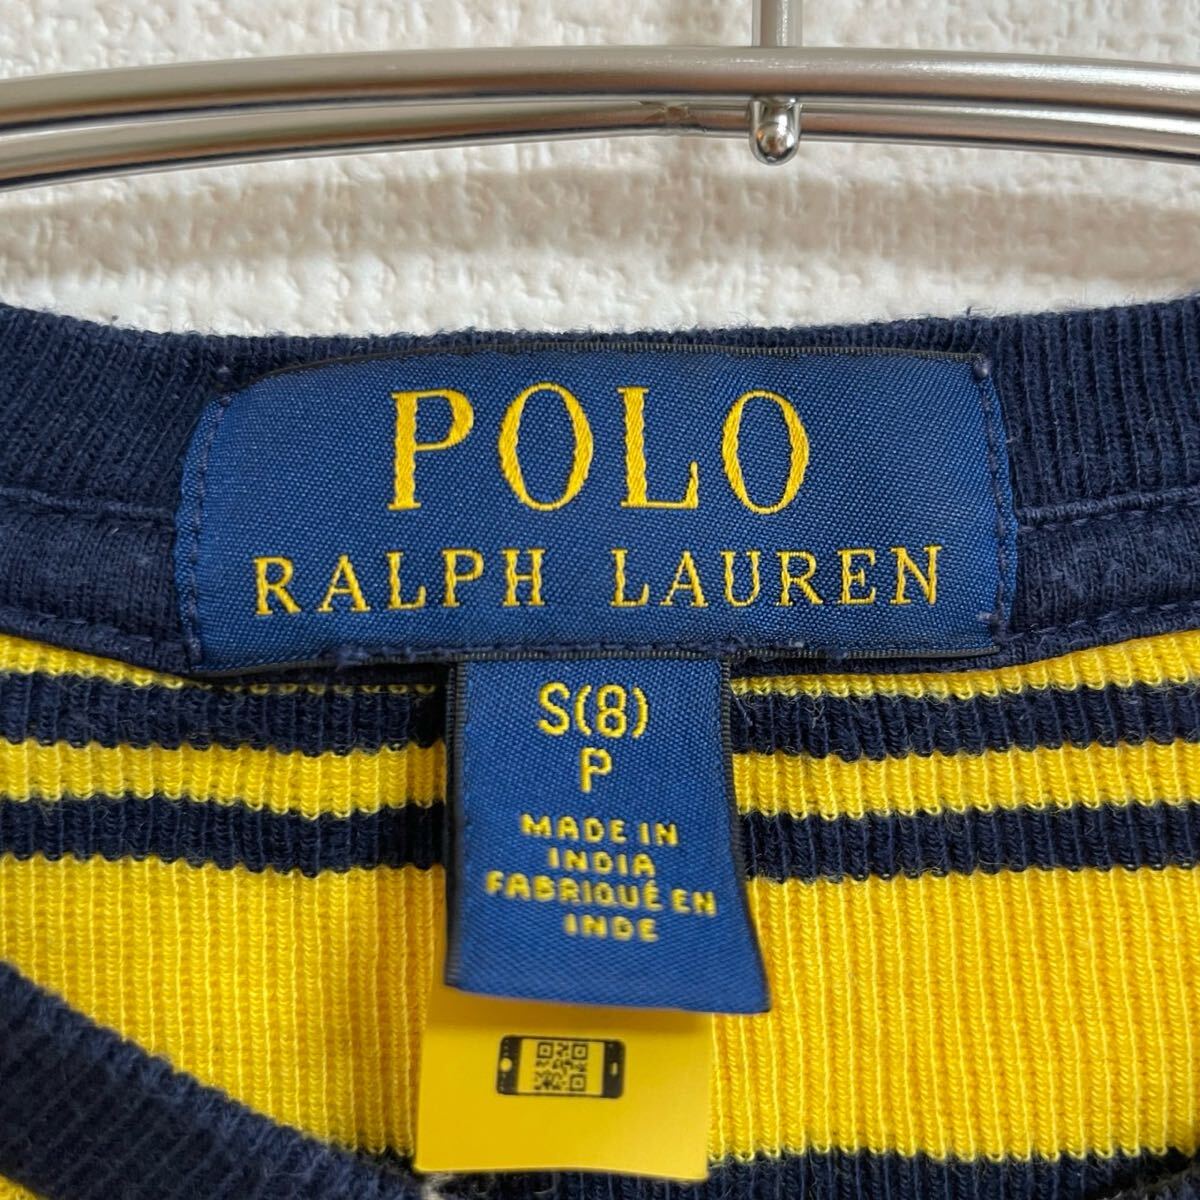 POLO
RALPH LAUREN
S(8)
P
MADE IN
INDIA
FABRIQUÉ EN
INDE